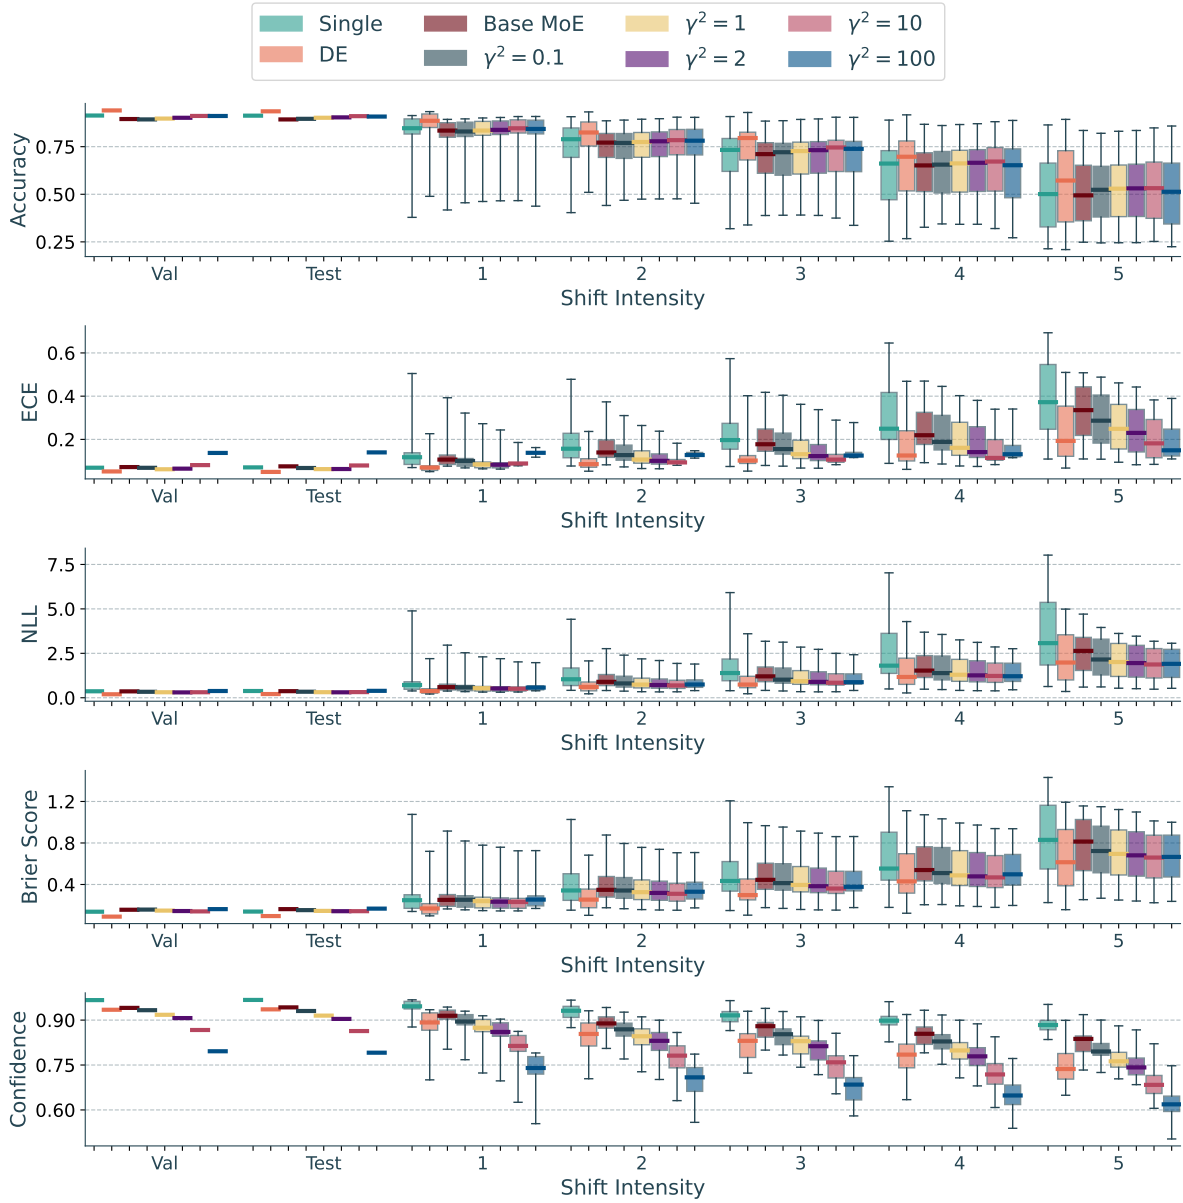 Single Base MoE γ² = 1 γ² = 10
DE γ² = 0.1 γ² = 2 γ² = 100
Accuracy
0.75
0.50
0.25
Val Test 1 2 3 4 5
Shift Intensity
ECE
0.6
0.4
0.2
Val Test 1 2 3 4 5
Shift Intensity
NLL
7.5
5.0
2.5
0.0
Val Test 1 2 3 4 5
Shift Intensity
Brier Score
1.2
0.8
0.4
Val Test 1 2 3 4 5
Shift Intensity
Confidence
0.90
0.75
0.60
Val Test 1 2 3 4 5
Shift Intensity